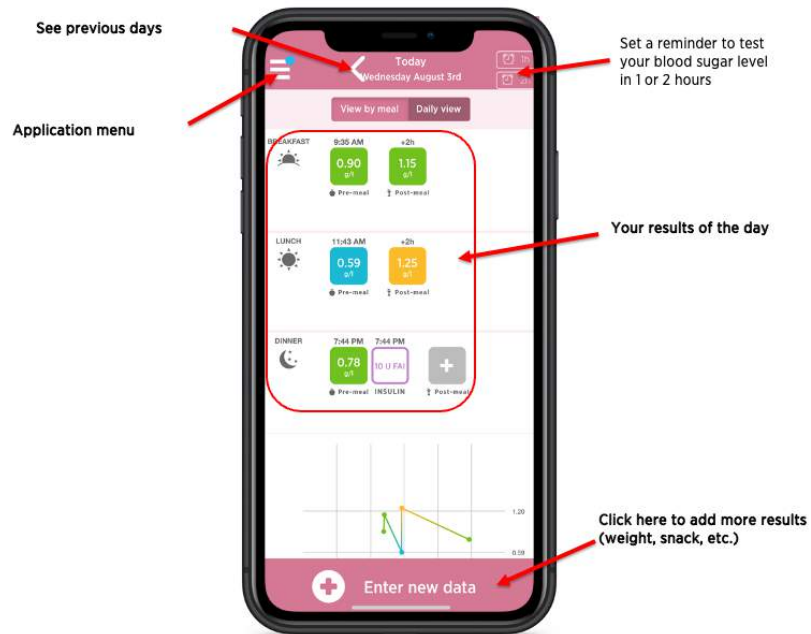 See previous days
Today
Wednesday August 3rd
1h
Set a reminder to test
your blood sugar level
in 1 or 2 hours
Application menu
View by meal Daily view
BREAKFAST 9:35 AM +2h
0.90 1.15
g/l g/l
Pre-meal Post-meal
LUNCH 11:43 AM +2h
0.59 1.25
g/l g/l
Pre-meal Post-meal
Your results of the day
DINNER 7:44 PM 7:44 PM
0.78 10 U FAI
g/l
Pre-meal INSULIN Post-meal
1.20
0.59
Click here to add more results
(weight, snack, etc.)
Enter new data